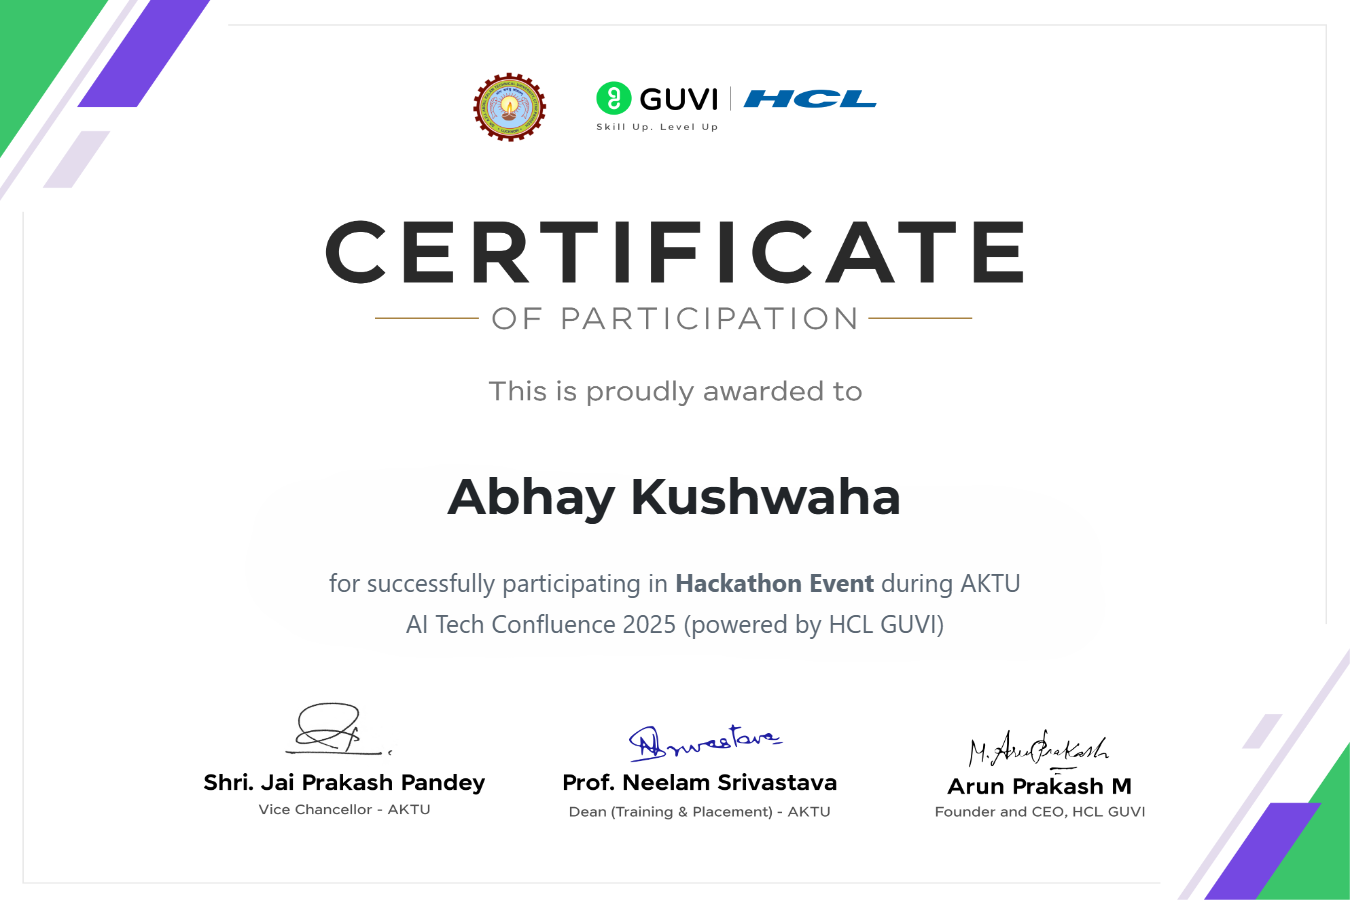 GUVI HCL
Skill Up. Level Up
CERTIFICATE
OF PARTICIPATION
This is proudly awarded to
Abhay Kushwaha
for successfully participating in Hackathon Event during AKTU
AI Tech Confluence 2025 (powered by HCL GUVI)
M. Arun Prakash
Shri. Jai Prakash Pandey
Vice Chancellor - AKTU
Prof. Neelam Srivastava
Dean (Training & Placement) - AKTU
Arun Prakash M
Founder and CEO, HCL GUVI